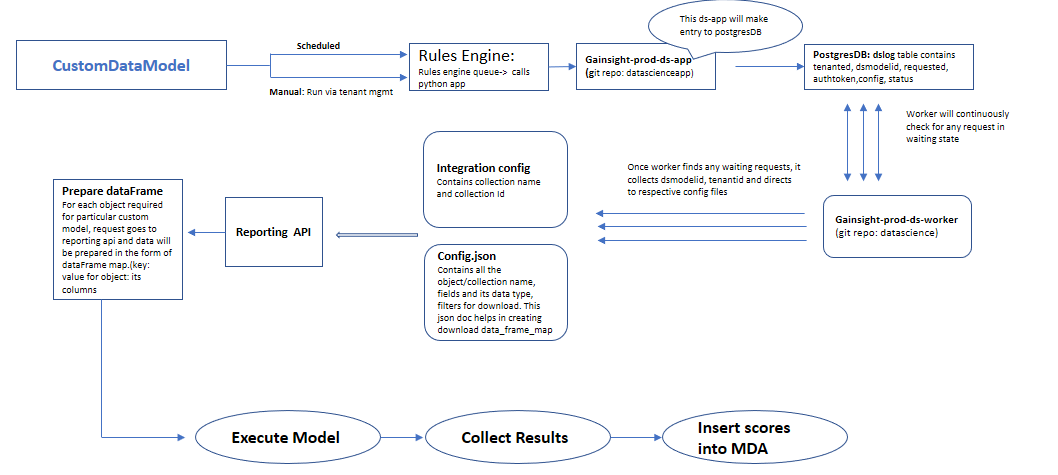 This ds-app will make
entry to postgresDB
CustomDataModel
Scheduled
Manual: Run via tenant mgmt
Rules Engine:
Rules engine queue-> calls
python app
Gainsight-prod-ds-app
(git repo: datascienceapp)
PostgresDB: dslog table contains
tenanted, dsmodelid, requested,
authtoken,config, status
Worker will continuously
check for any request in
waiting state
Once worker finds any waiting requests, it
collects dsmodelid, tenantid and directs
to respective config files
Gainsight-prod-ds-worker
(git repo: datascience)
Integration config
Contains collection name
and collection Id
Config.json
Contains all the
object/collection name,
fields and its data type,
filters for download. This
json doc helps in creating
download data_frame_map
Reporting API
Prepare dataFrame
For each object required
for particular custom
model, request goes to
reporting api and data will
be prepared in the form of
dataFrame map.(key:
value for object: its
columns
Execute Model
Collect Results
Insert scores
into MDA